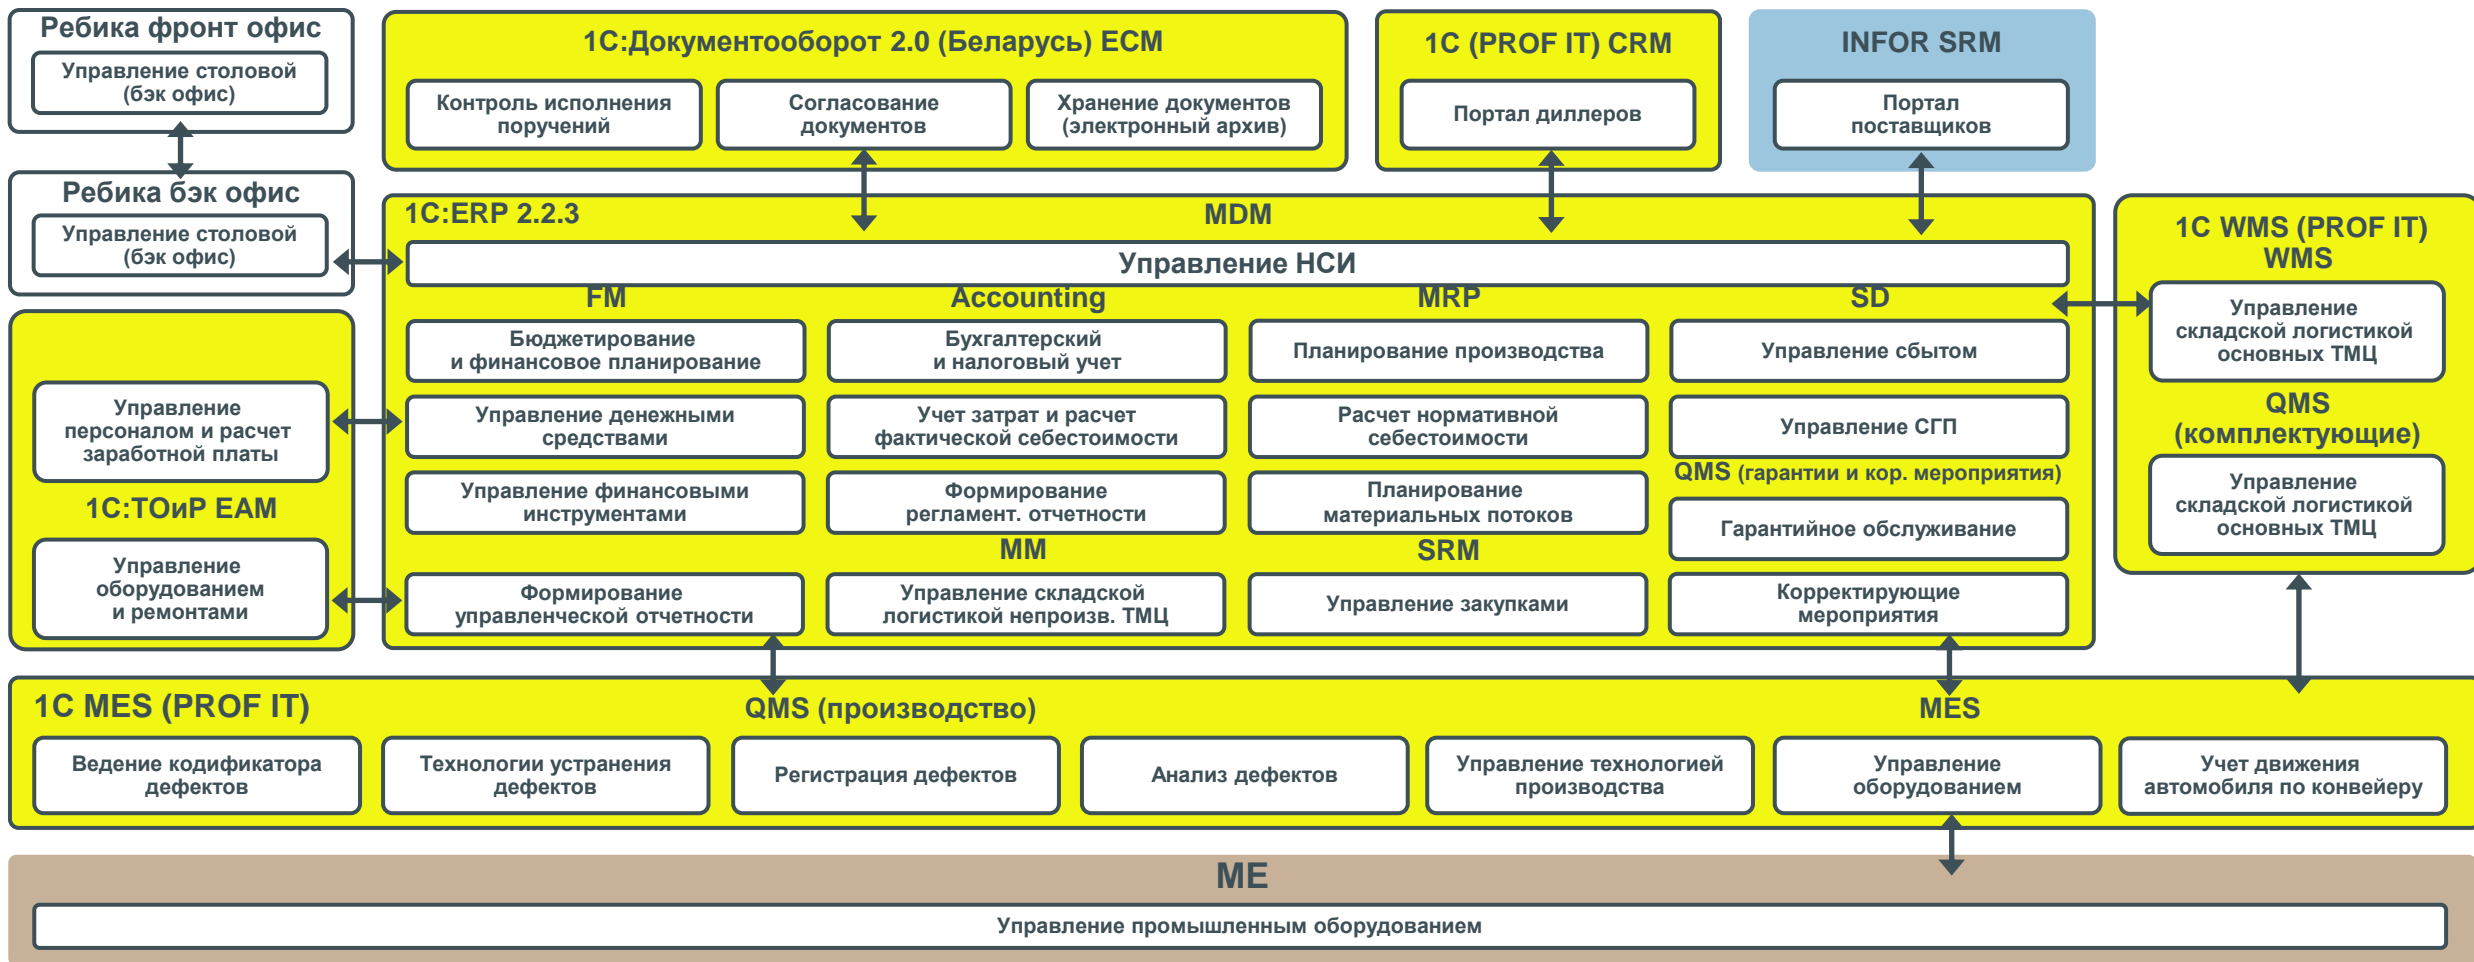 Ребика фронт офис
Управление столовой
(бэк офис)
Ребика бэк офис
Управление столовой
(бэк офис)
1С:Документооборот 2.0 (Беларусь) ECM
Контроль исполнения
поручений
Согласование
документов
Хранение документов
(электронный архив)
1С (PROF IT) CRM
Портал диллеров
INFOR SRM
Портал
поставщиков
1С:ERP 2.2.3
MDM
Управление НСИ
FM
Бюджетирование
и финансовое планирование
Управление денежными
средствами
Управление финансовыми
инструментами
Формирование
управленческой отчетности
Accounting
Бухгалтерский
и налоговый учет
Учет затрат и расчет
фактической себестоимости
Формирование
регламент. отчетности
MM
Управление складской
логистикой непроизв. ТМЦ
MRP
Планирование производства
Расчет нормативной
себестоимости
Планирование
материальных потоков
SRM
Управление закупками
SD
Управление сбытом
Управление СГП
QMS (гарантии и кор. мероприятия)
Гарантийное обслуживание
Корректирующие
мероприятия
1С WMS (PROF IT)
WMS
Управление
складской логистикой
основных ТМЦ
QMS
(комплектующие)
Управление
складской логистикой
основных ТМЦ
Управление
персоналом и расчет
заработной платы
1С:ТОиР EAM
Управление
оборудованием
и ремонтами
1С MES (PROF IT)
QMS (производство)
MES
Ведение кодификатора
дефектов
Технологии устранения
дефектов
Регистрация дефектов
Анализ дефектов
Управление технологией
производства
Управление
оборудованием
Учет движения
автомобиля по конвейеру
ME
Управление промышленным оборудованием